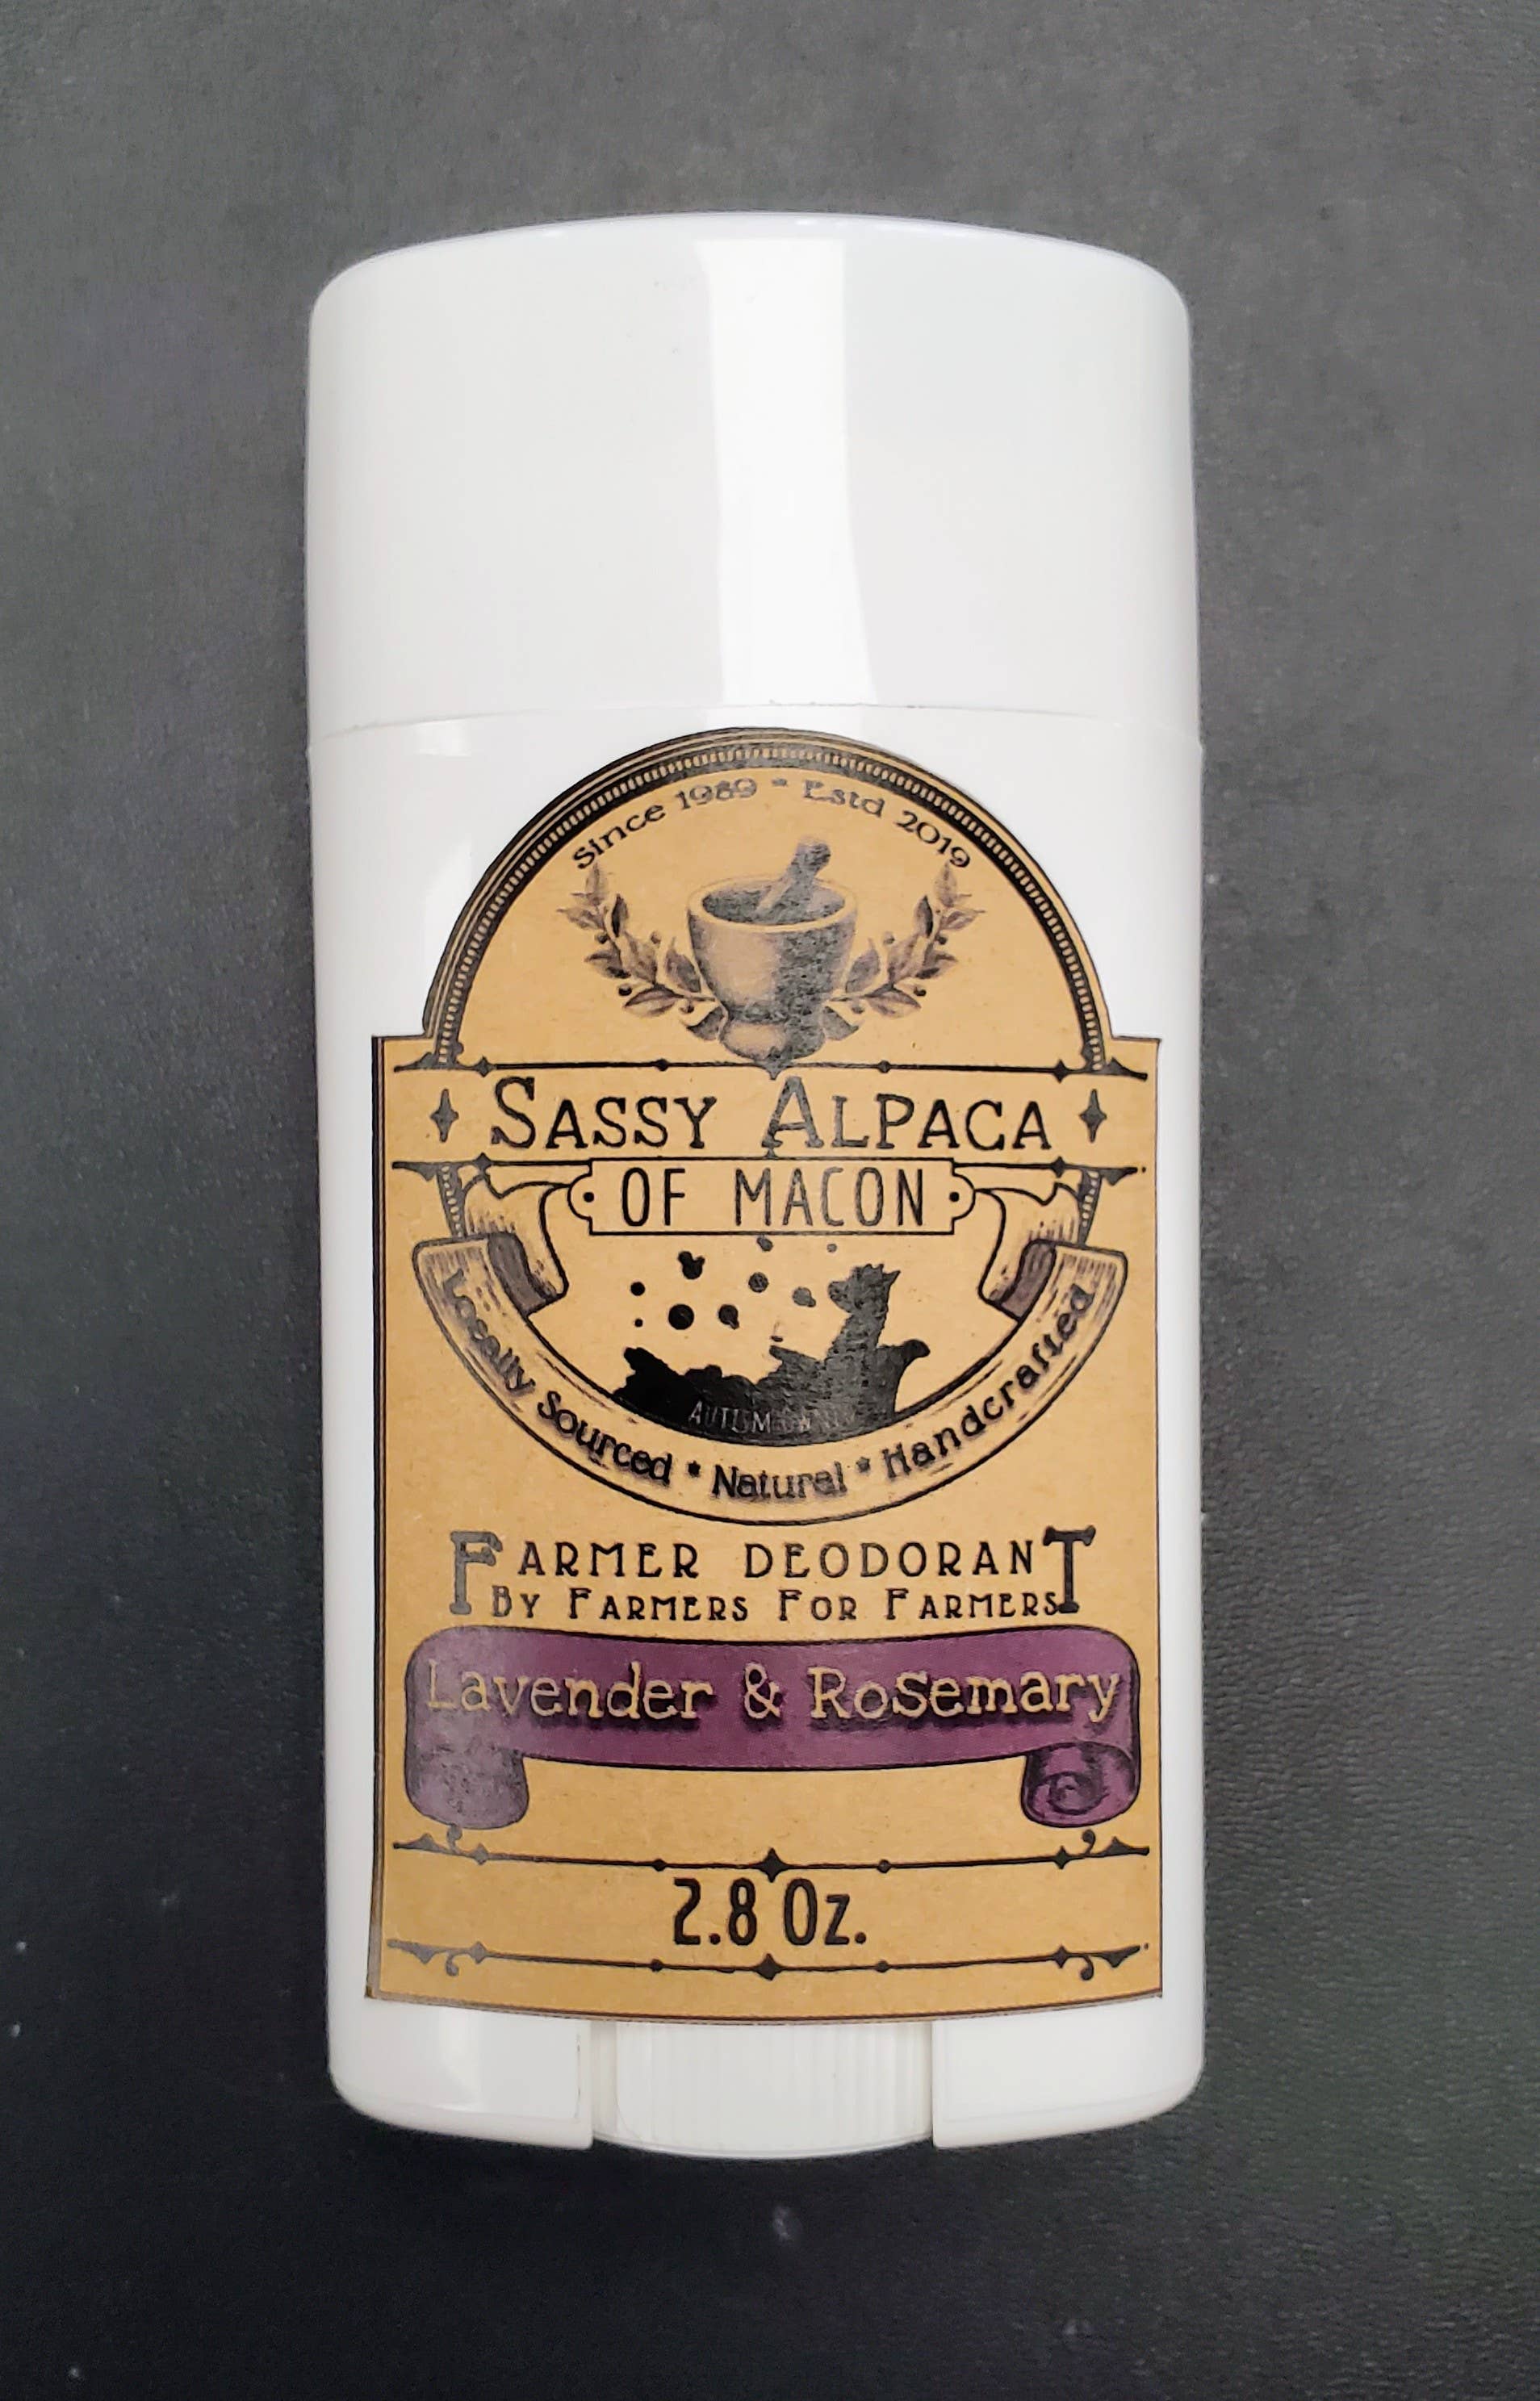 Since 1989 * Estd 2019
SASSY ALPACA
OF MACON
Locally Sourced * Natural * Handcrafted
FARMER DEODORANT
BY FARMERS FOR FARMERS
Lavender & Rosemary
2.8 Oz.